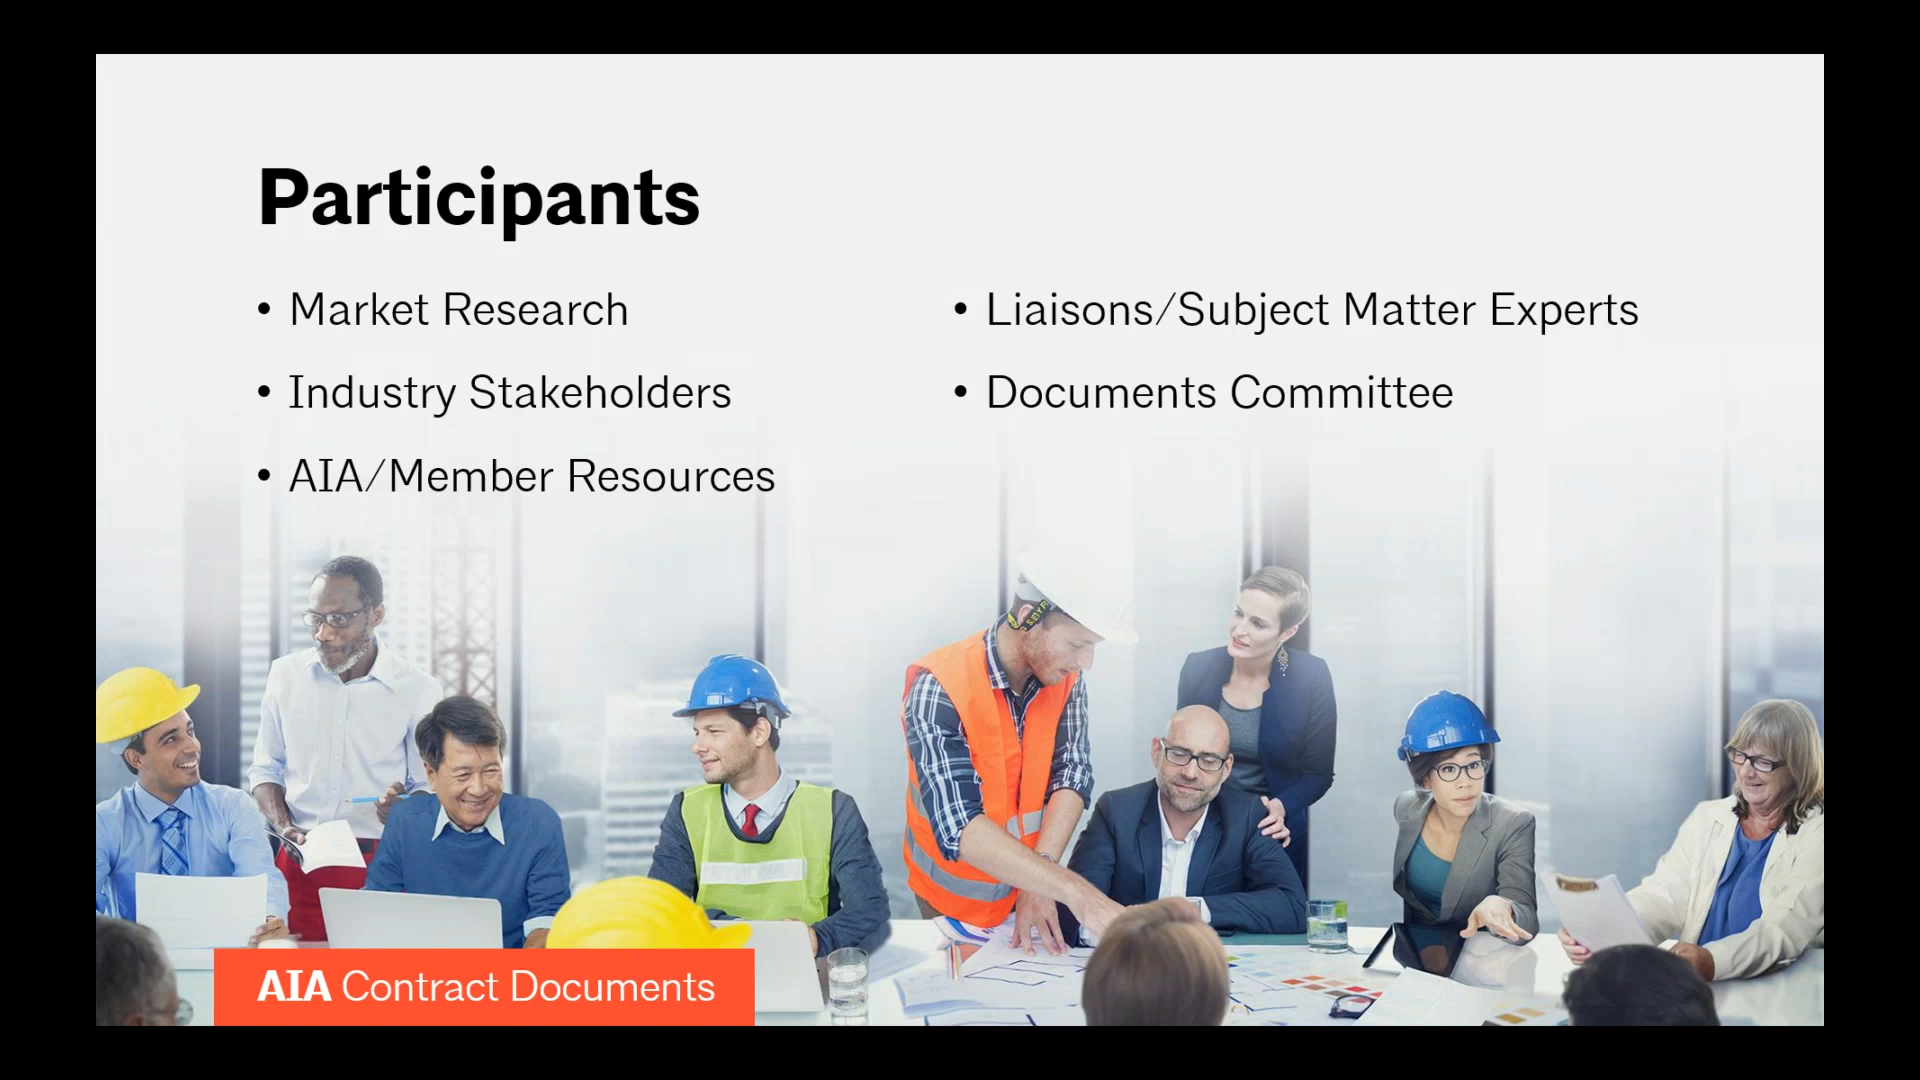 Participants
• Market Research
• Industry Stakeholders
• AIA/Member Resources
• Liaisons/Subject Matter Experts
• Documents Committee
AIA Contract Documents